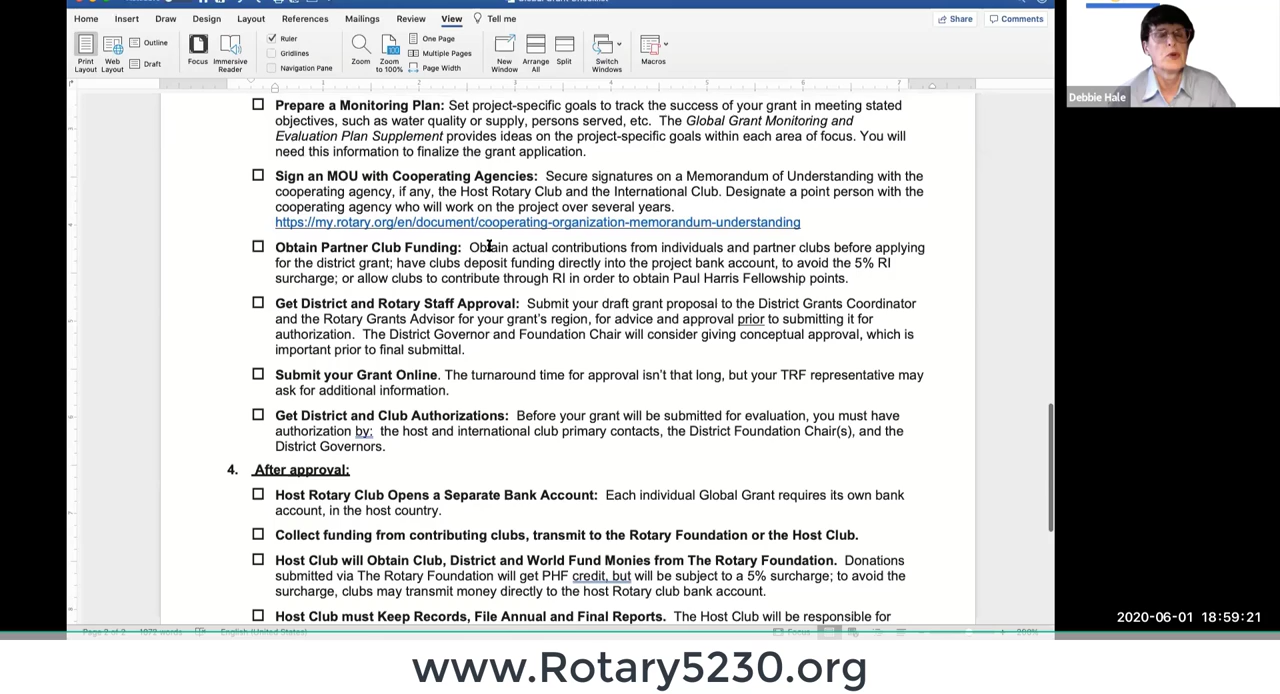 Home Insert Draw Design Layout References Mailings Review View Tell me
Share Comments
Print Layout
Web Layout
Outline
Draft
Focus
Immersive Reader
Ruler
Gridlines
Navigation Pane
Zoom
Zoom to 100%
One Page
Multiple Pages
Page Width
New Window
Arrange All
Split
Switch Windows
Macros
Debbie Hale
Prepare a Monitoring Plan: Set project-specific goals to track the success of your grant in meeting stated
objectives, such as water quality or supply, persons served, etc. The Global Grant Monitoring and
Evaluation Plan Supplement provides ideas on the project-specific goals within each area of focus. You will
need this information to finalize the grant application.
Sign an MOU with Cooperating Agencies: Secure signatures on a Memorandum of Understanding with the
cooperating agency, if any, the Host Rotary Club and the International Club. Designate a point person with the
cooperating agency who will work on the project over several years.
https://my.rotary.org/en/document/cooperating-organization-memorandum-understanding
Obtain Partner Club Funding: Obtain actual contributions from individuals and partner clubs before applying
for the district grant; have clubs deposit funding directly into the project bank account, to avoid the 5% RI
surcharge; or allow clubs to contribute through RI in order to obtain Paul Harris Fellowship points.
Get District and Rotary Staff Approval: Submit your draft grant proposal to the District Grants Coordinator
and the Rotary Grants Advisor for your grant's region, for advice and approval prior to submitting it for
authorization. The District Governor and Foundation Chair will consider giving conceptual approval, which is
important prior to final submittal.
Submit your Grant Online. The turnaround time for approval isn't that long, but your TRF representative may
ask for additional information.
Get District and Club Authorizations: Before your grant will be submitted for evaluation, you must have
authorization by: the host and international club primary contacts, the District Foundation Chair(s), and the
District Governors.
4. After approval:
Host Rotary Club Opens a Separate Bank Account: Each individual Global Grant requires its own bank
account, in the host country.
Collect funding from contributing clubs, transmit to the Rotary Foundation or the Host Club.
Host Club will Obtain Club, District and World Fund Monies from The Rotary Foundation. Donations
submitted via The Rotary Foundation will get PHF credit, but will be subject to a 5% surcharge; to avoid the
surcharge, clubs may transmit money directly to the host Rotary club bank account.
Host Club must Keep Records, File Annual and Final Reports. The Host Club will be responsible for
2020-06-01 18:59:21
www.Rotary5230.org